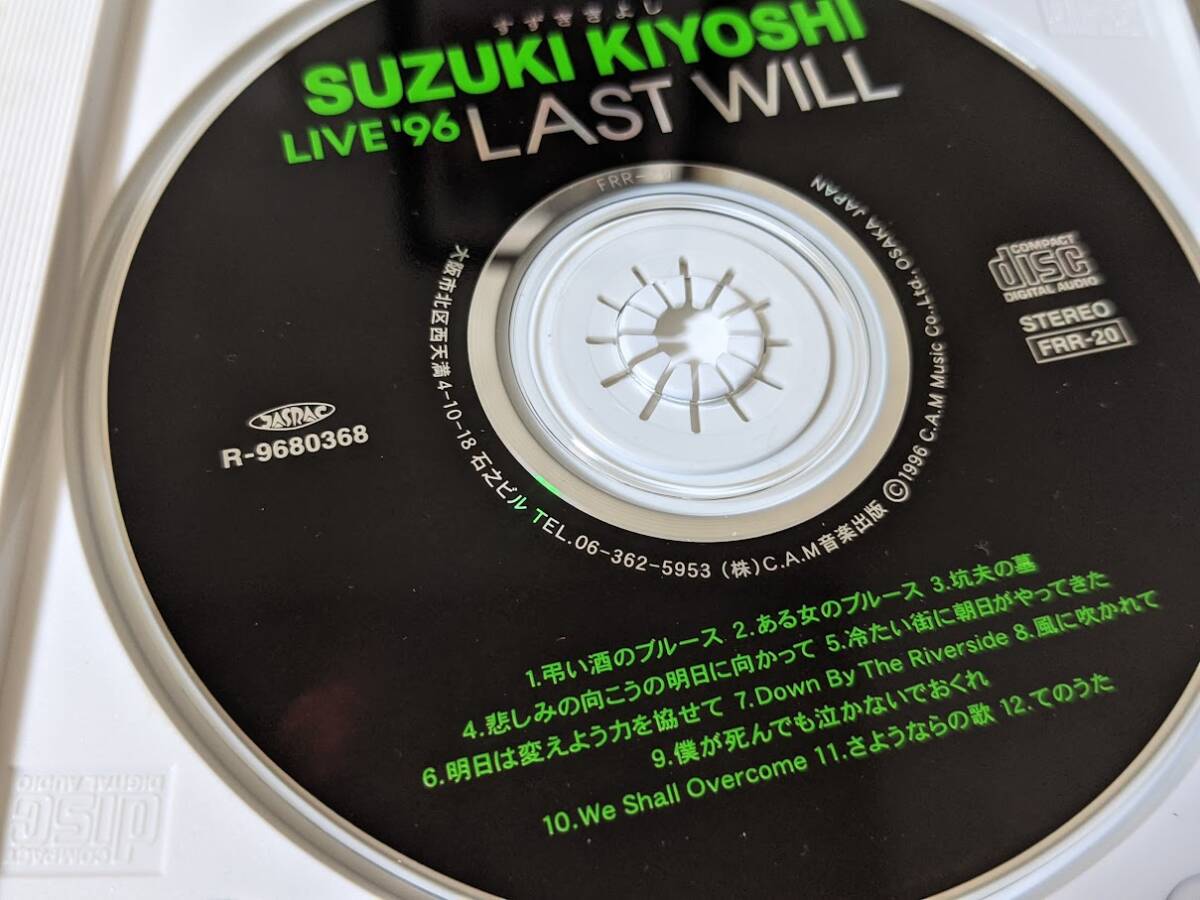 すずききよし
SUZUKI KIYOSHI
LIVE '96 LAST WILL
FRR-
COMPACT
disc
DIGITAL AUDIO
STEREO
FRR-20
JASRAC
R-9680368
大阪市北区西天満4-10-18 石之ビル TEL.06-362-5953 (株)C.A.M音楽出版 ©1996 C.A.M Music Co.,Ltd., OSAKA JAPAN
1.弔い酒のブルース 2.ある女のブルース 3.坑夫の墓
4.悲しみの向こうの明日に向かって 5.冷たい街に朝日がやってきた
6.明日は変えよう力を協せて 7.Down By The Riverside 8.風に吹かれて
9.僕が死んでも泣かないでおくれ
10.We Shall Overcome 11.さようならの歌 12.てのうた
COMPACT
disc
DIGITAL AUDIO